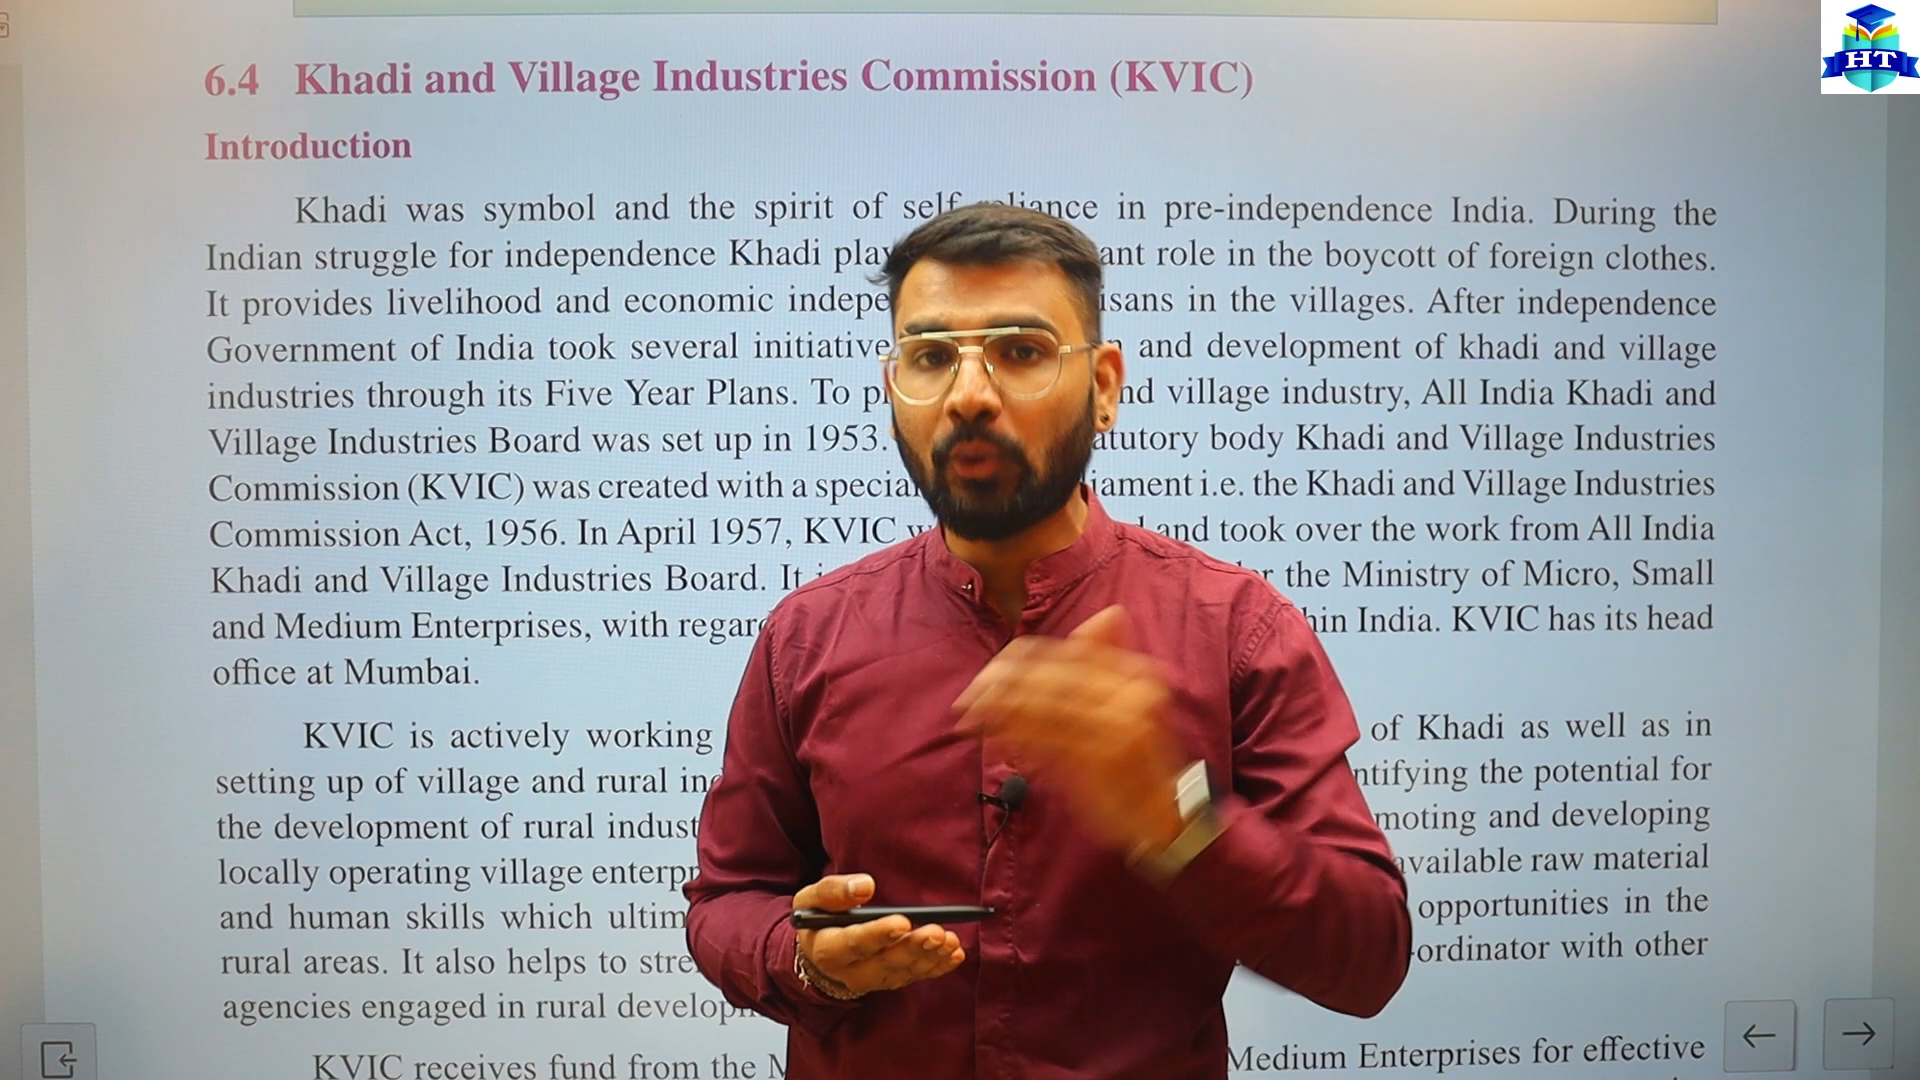 HT
6.4 Khadi and Village Industries Commission (KVIC)
Introduction
Khadi was symbol and the spirit of self reliance in pre-independence India. During the
Indian struggle for independence Khadi play ant role in the boycott of foreign clothes.
It provides livelihood and economic indepe isans in the villages. After independence
Government of India took several initiative and development of khadi and village
industries through its Five Year Plans. To p nd village industry, All India Khadi and
Village Industries Board was set up in 1953. atutory body Khadi and Village Industries
Commission (KVIC) was created with a special liament i.e. the Khadi and Village Industries
Commission Act, 1956. In April 1957, KVIC w and took over the work from All India
Khadi and Village Industries Board. It the Ministry of Micro, Small
and Medium Enterprises, with regard hin India. KVIC has its head
office at Mumbai.
KVIC is actively working of Khadi as well as in
setting up of village and rural ind ntifying the potential for
the development of rural indust moting and developing
locally operating village enterpr available raw material
and human skills which ultim opportunities in the
rural areas. It also helps to stre ordinator with other
agencies engaged in rural develop
KVIC receives fund from the M Medium Enterprises for effective